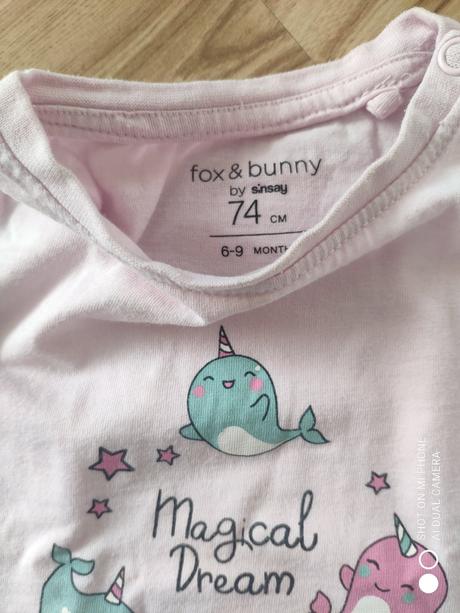 fox & bunny
by sinsay
74 CM
6-9 MONTH
Magical
Dream
SHOT ON MI PHONE
AI DUAL CAMERA